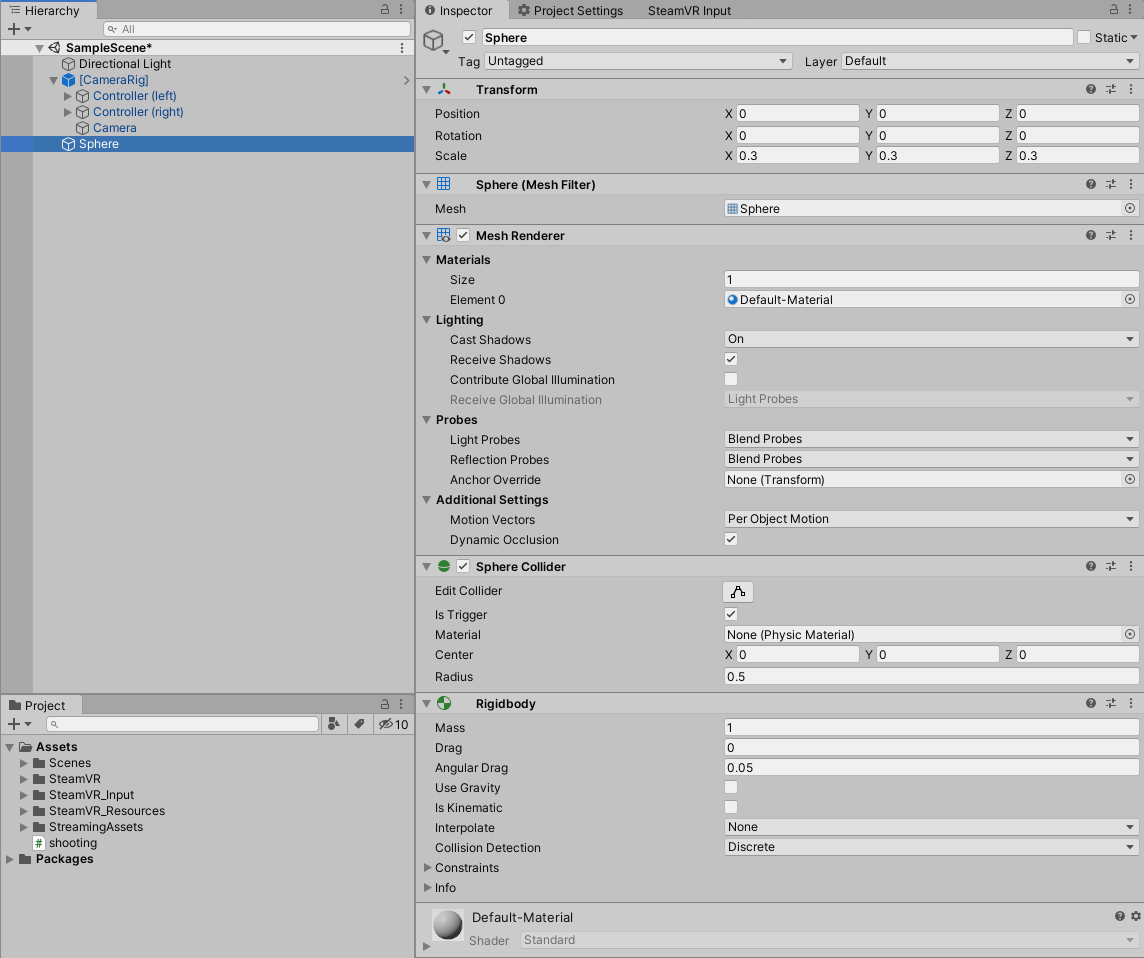 Hierarchy
All
SampleScene*
Directional Light
[CameraRig]
Controller (left)
Controller (right)
Camera
Sphere
Project
10
Assets
Scenes
SteamVR
SteamVR_Input
SteamVR_Resources
StreamingAssets
# shooting
Packages
Inspector Project Settings SteamVR Input
Sphere Static
Tag Untagged Layer Default
Transform
Position X 0 Y 0 Z 0
Rotation X 0 Y 0 Z 0
Scale X 0.3 Y 0.3 Z 0.3
Sphere (Mesh Filter)
Mesh Sphere
Mesh Renderer
Materials
Size 1
Element 0 Default-Material
Lighting
Cast Shadows On
Receive Shadows
Contribute Global Illumination
Receive Global Illumination Light Probes
Probes
Light Probes Blend Probes
Reflection Probes Blend Probes
Anchor Override None (Transform)
Additional Settings
Motion Vectors Per Object Motion
Dynamic Occlusion
Sphere Collider
Edit Collider
Is Trigger
Material None (Physic Material)
Center X 0 Y 0 Z 0
Radius 0.5
Rigidbody
Mass 1
Drag 0
Angular Drag 0.05
Use Gravity
Is Kinematic
Interpolate None
Collision Detection Discrete
Constraints
Info
Default-Material
Shader Standard